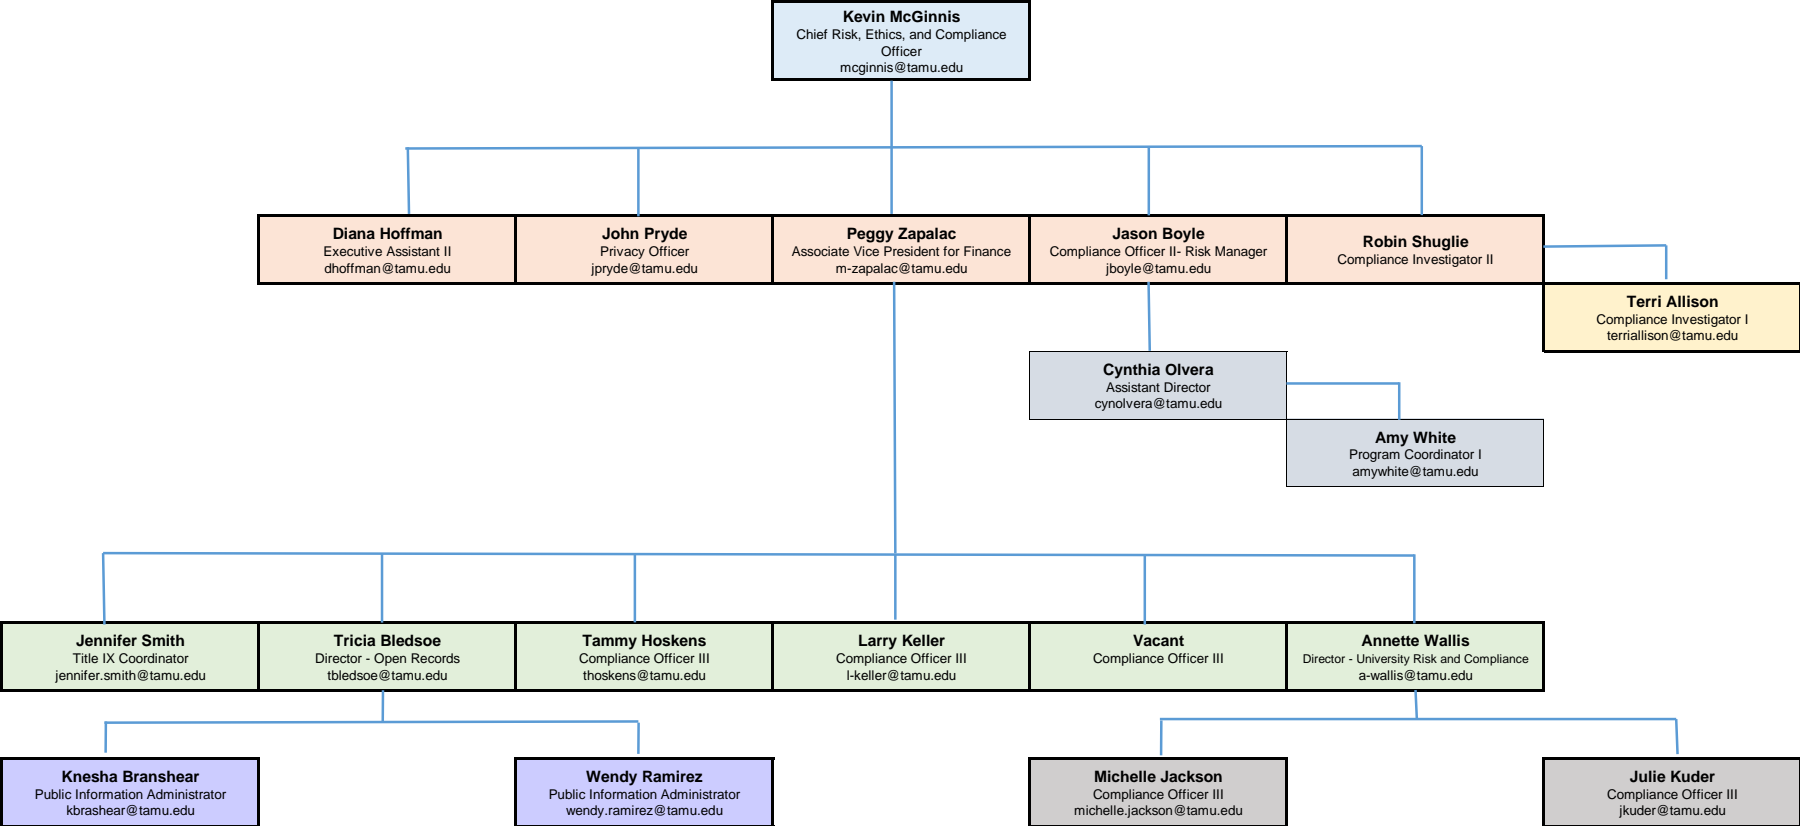 Kevin McGinnis
Chief Risk, Ethics, and Compliance
Officer
mcginnis@tamu.edu
Diana Hoffman
Executive Assistant II
dhoffman@tamu.edu
John Pryde
Privacy Officer
jpryde@tamu.edu
Peggy Zapalac
Associate Vice President for Finance
m-zapalac@tamu.edu
Jason Boyle
Compliance Officer II- Risk Manager
jboyle@tamu.edu
Robin Shuglie
Compliance Investigator II
Terri Allison
Compliance Investigator I
terriallison@tamu.edu
Cynthia Olvera
Assistant Director
cynolvera@tamu.edu
Amy White
Program Coordinator I
amywhite@tamu.edu
Jennifer Smith
Title IX Coordinator
jennifer.smith@tamu.edu
Tricia Bledsoe
Director - Open Records
tbledsoe@tamu.edu
Tammy Hoskens
Compliance Officer III
thoskens@tamu.edu
Larry Keller
Compliance Officer III
l-keller@tamu.edu
Vacant
Compliance Officer III
Annette Wallis
Director - University Risk and Compliance
a-wallis@tamu.edu
Knesha Branshear
Public Information Administrator
kbrashear@tamu.edu
Wendy Ramirez
Public Information Administrator
wendy.ramirez@tamu.edu
Michelle Jackson
Compliance Officer III
michelle.jackson@tamu.edu
Julie Kuder
Compliance Officer III
jkuder@tamu.edu